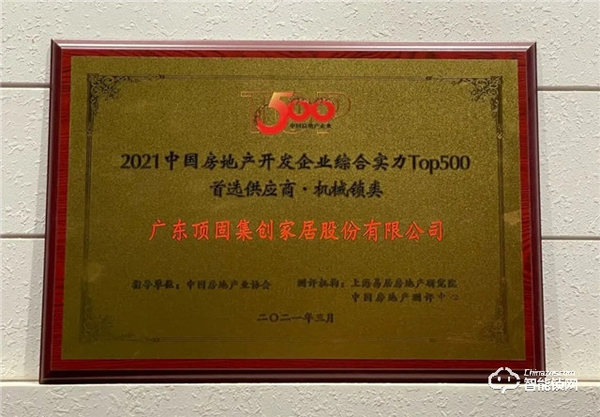 TOP
500
中国房地产企业
2021中国房地产开发企业综合实力Top500
首选供应商·机械锁类
广东顶固集创家居股份有限公司
指导单位：中国房地产业协会 测评机构：上海易居房地产研究院
中国房地产测评中心
二〇二一年三月
Chinaznss.com
智能锁网